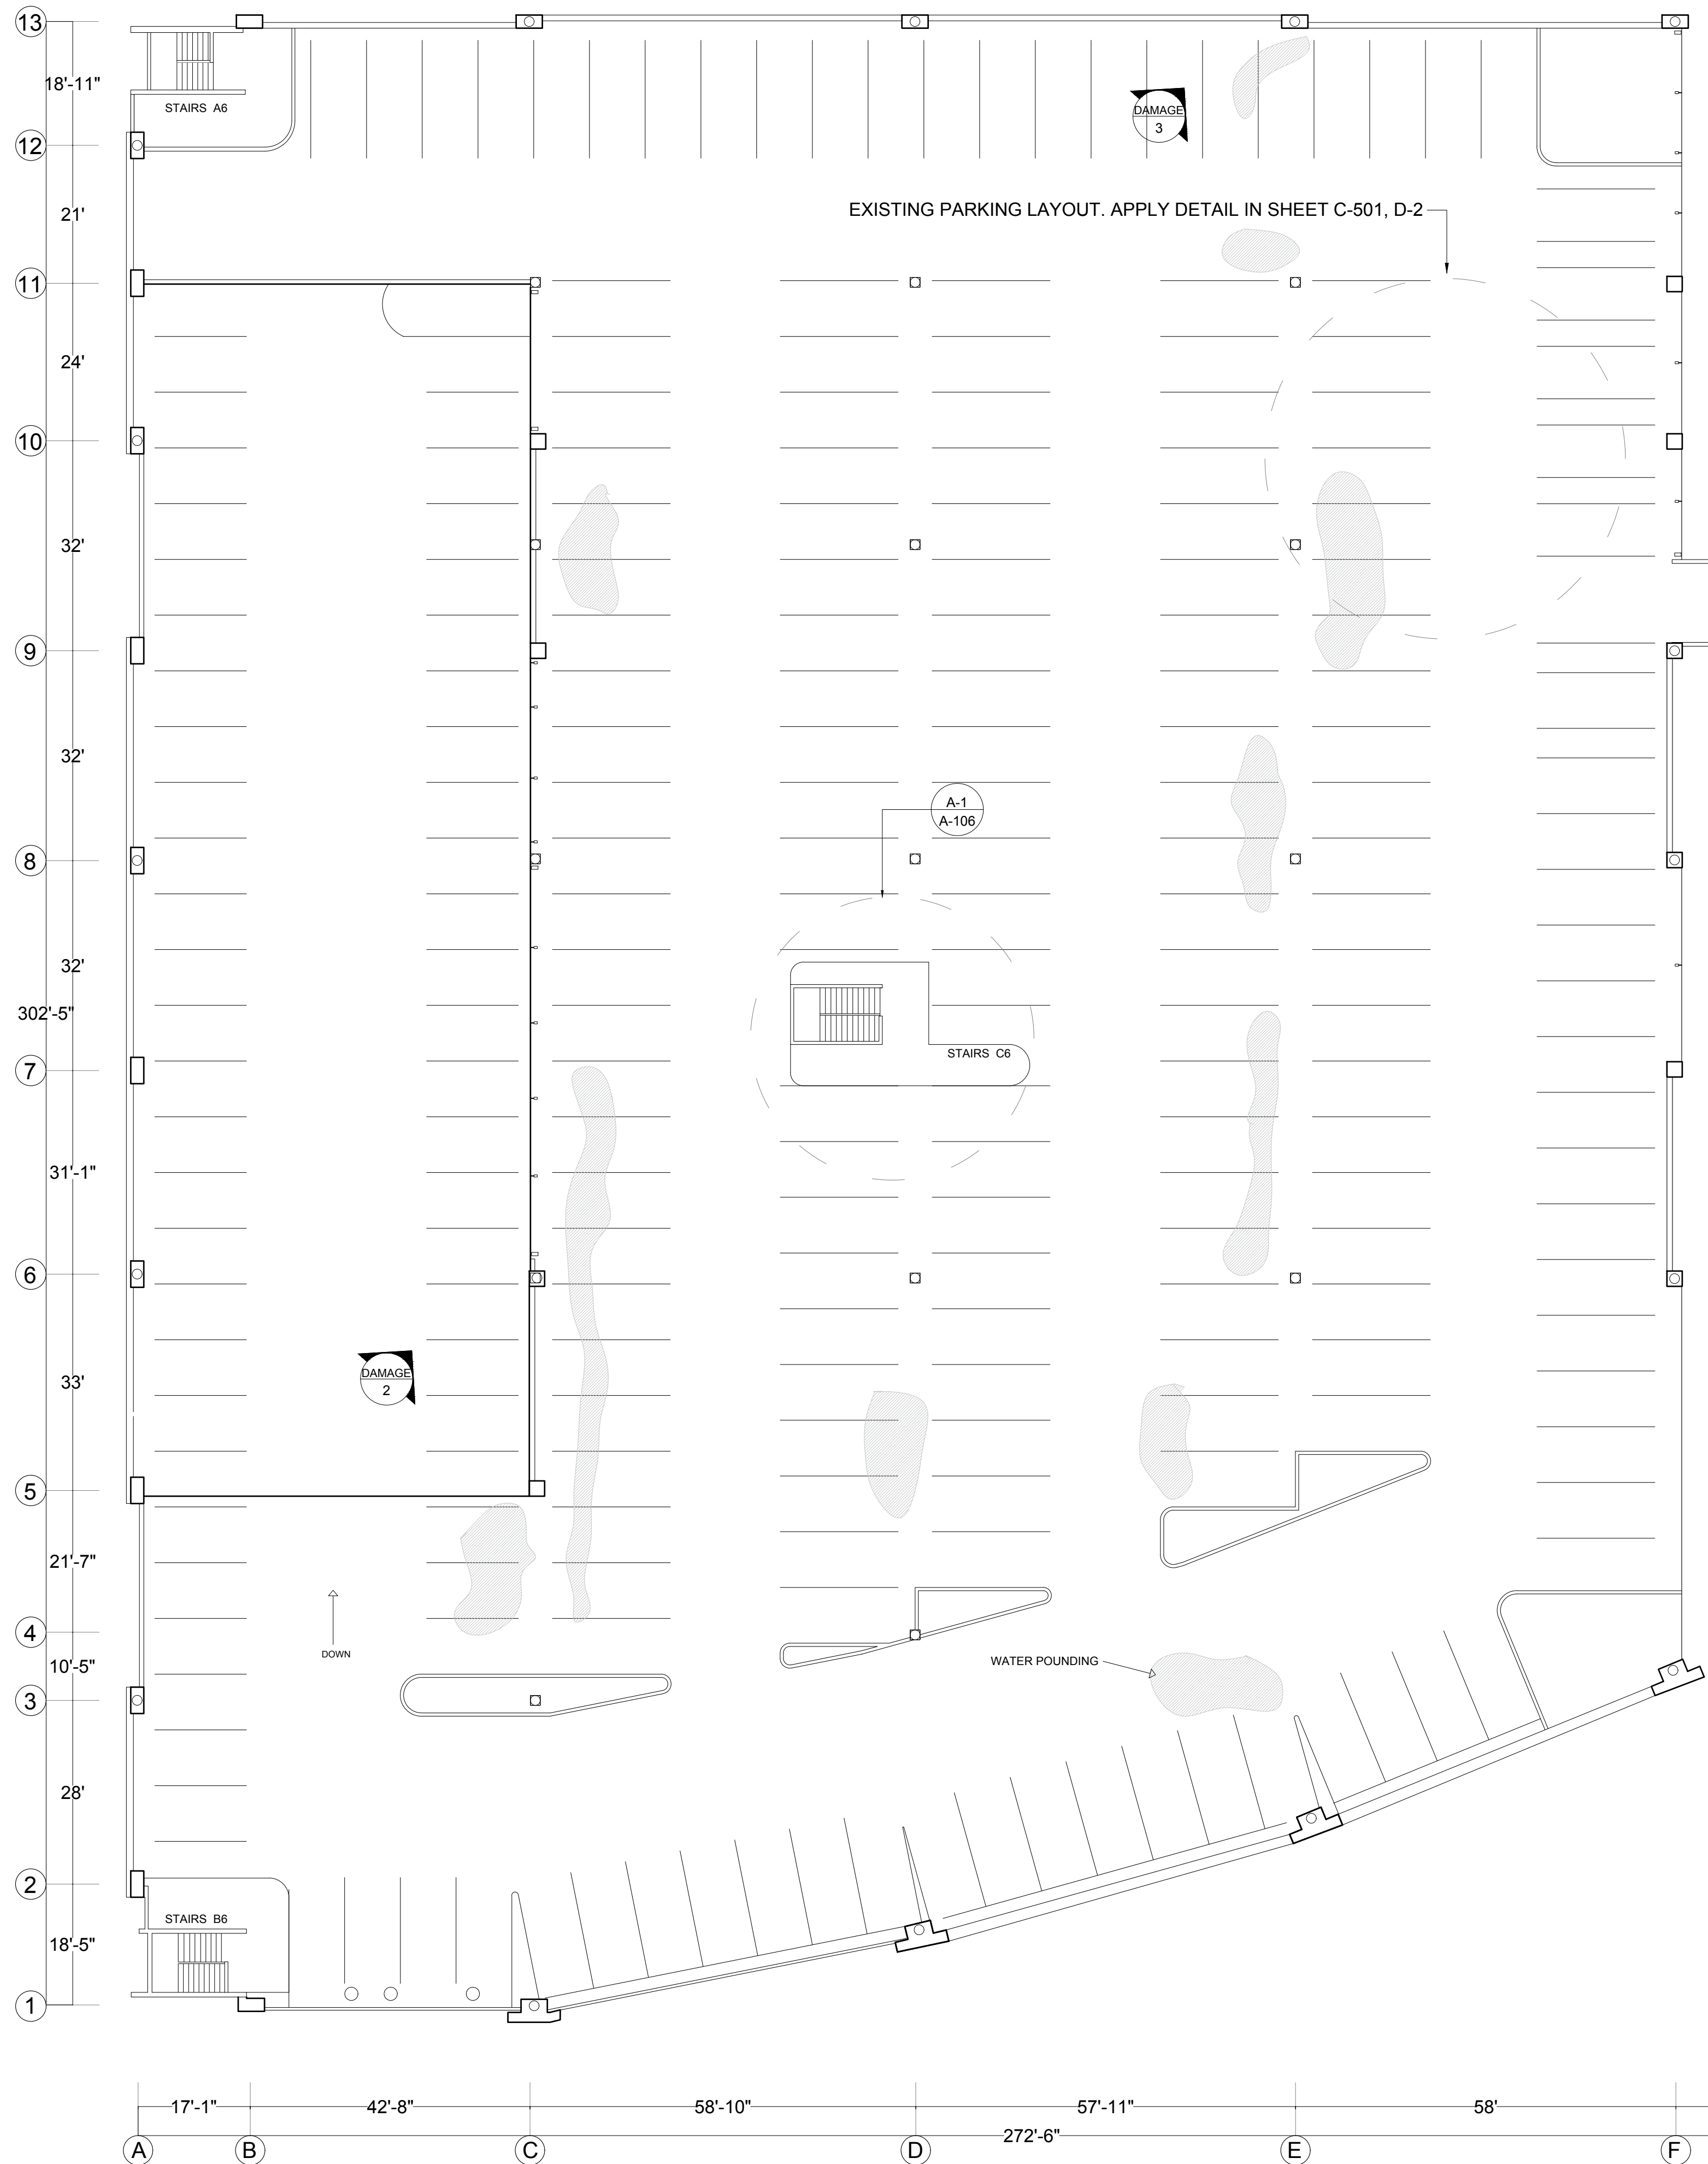 13
18'-11"
STAIRS A6
DAMAGE
3
12
21'
EXISTING PARKING LAYOUT. APPLY DETAIL IN SHEET C-501, D-2
11
24'
10
32'
9
32'
A-1
A-106
8
32'
302'-5"
7
STAIRS C6
31'-1"
6
DAMAGE
2
33'
5
21'-7"
4
DOWN
WATER POUNDING
10'-5"
3
28'
2
STAIRS B6
18'-5"
1
17'-1"
42'-8"
58'-10"
57'-11"
58'
272'-6"
A
B
C
D
E
F